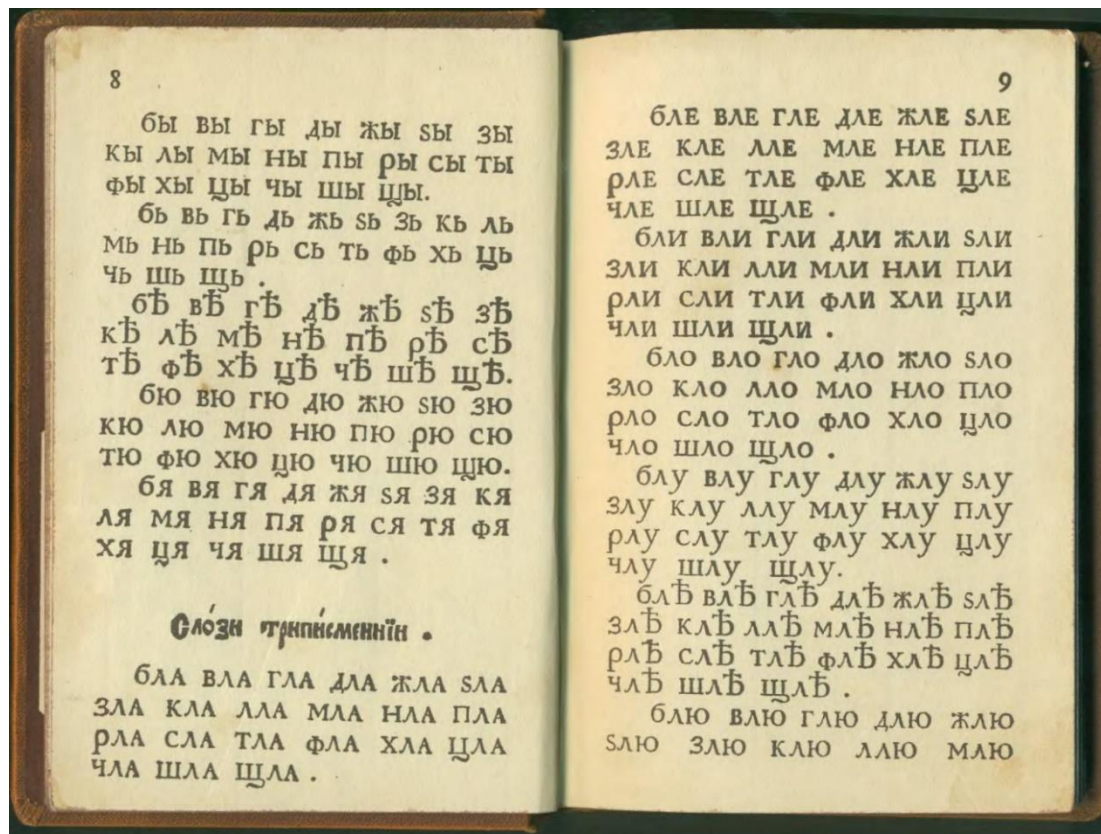 8
бы вы гы ды жы ѕы зы
кы лы мы ны пы ры сы ты
фы хы цы чы шы щы.
бь вь гь дь жь ѕь зь кь ль
мь нь пь рь сь ть фь хь ць
чь шь щь .
бѣ вѣ гѣ дѣ жѣ ѕѣ зѣ
кѣ лѣ мѣ нѣ пѣ рѣ сѣ
тѣ фѣ хѣ цѣ чѣ шѣ щѣ.
бю вю гю дю жю ѕю зю
кю лю мю ню пю рю сю
тю фю хю цю чю шю щю.
бя вя гя дя жя ѕя зя кя
ля мя ня пя ря ся тя фя
хя ця чя шя щя .
Сло́зи трипи́сменнїи .
бла вла гла дла жла ѕла
зла кла лла мла нла пла
рла сла тла фла хла цла
чла шла щла .
9
бле вле гле дле жле ѕле
зле кле лле мле нле пле
рле сле тле фле хле цле
чле шле щле .
бли вли гли дли жли ѕли
зли кли лли мли нли пли
рли сли тли фли хли цли
чли шли щли .
бло вло гло дло жло ѕло
зло кло лло мло нло пло
рло сло тло фло хло цло
чло шло щло .
блу влу глу длу жлу ѕлу
злу клу ллу млу нлу плу
рлу слу тлу флу хлу цлу
члу шлу щлу.
блѣ влѣ глѣ длѣ жлѣ ѕлѣ
злѣ клѣ ллѣ млѣ нлѣ плѣ
рлѣ слѣ тлѣ флѣ хлѣ цлѣ
члѣ шлѣ щлѣ .
блю влю глю длю жлю
ѕлю злю клю ллю млю